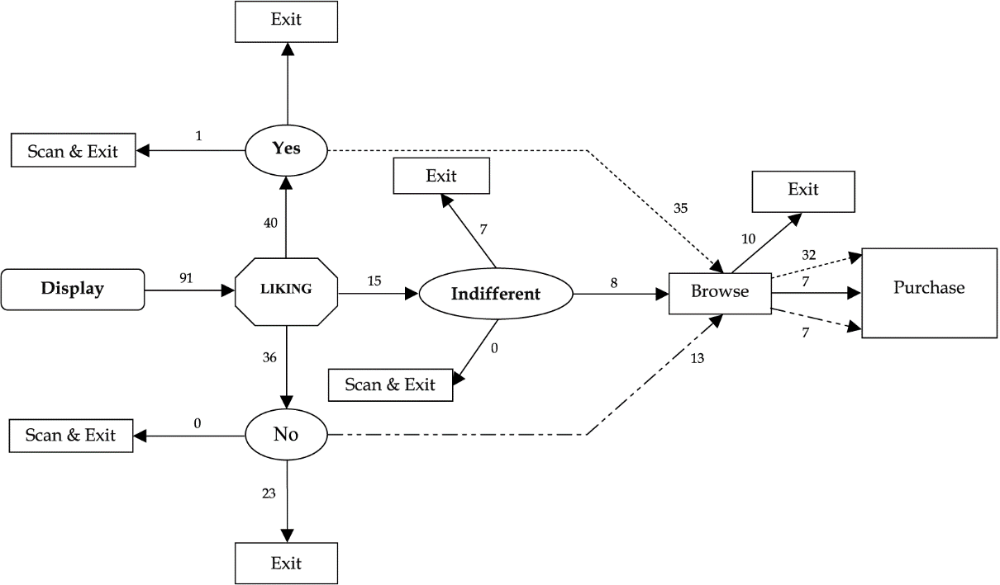 Exit
1
Scan & Exit
Yes
Exit
Exit
35
40
7
10
32
Display
91
LIKING
15
Indifferent
8
Browse
7
Purchase
7
36
0
13
Scan & Exit
0
Scan & Exit
No
23
Exit